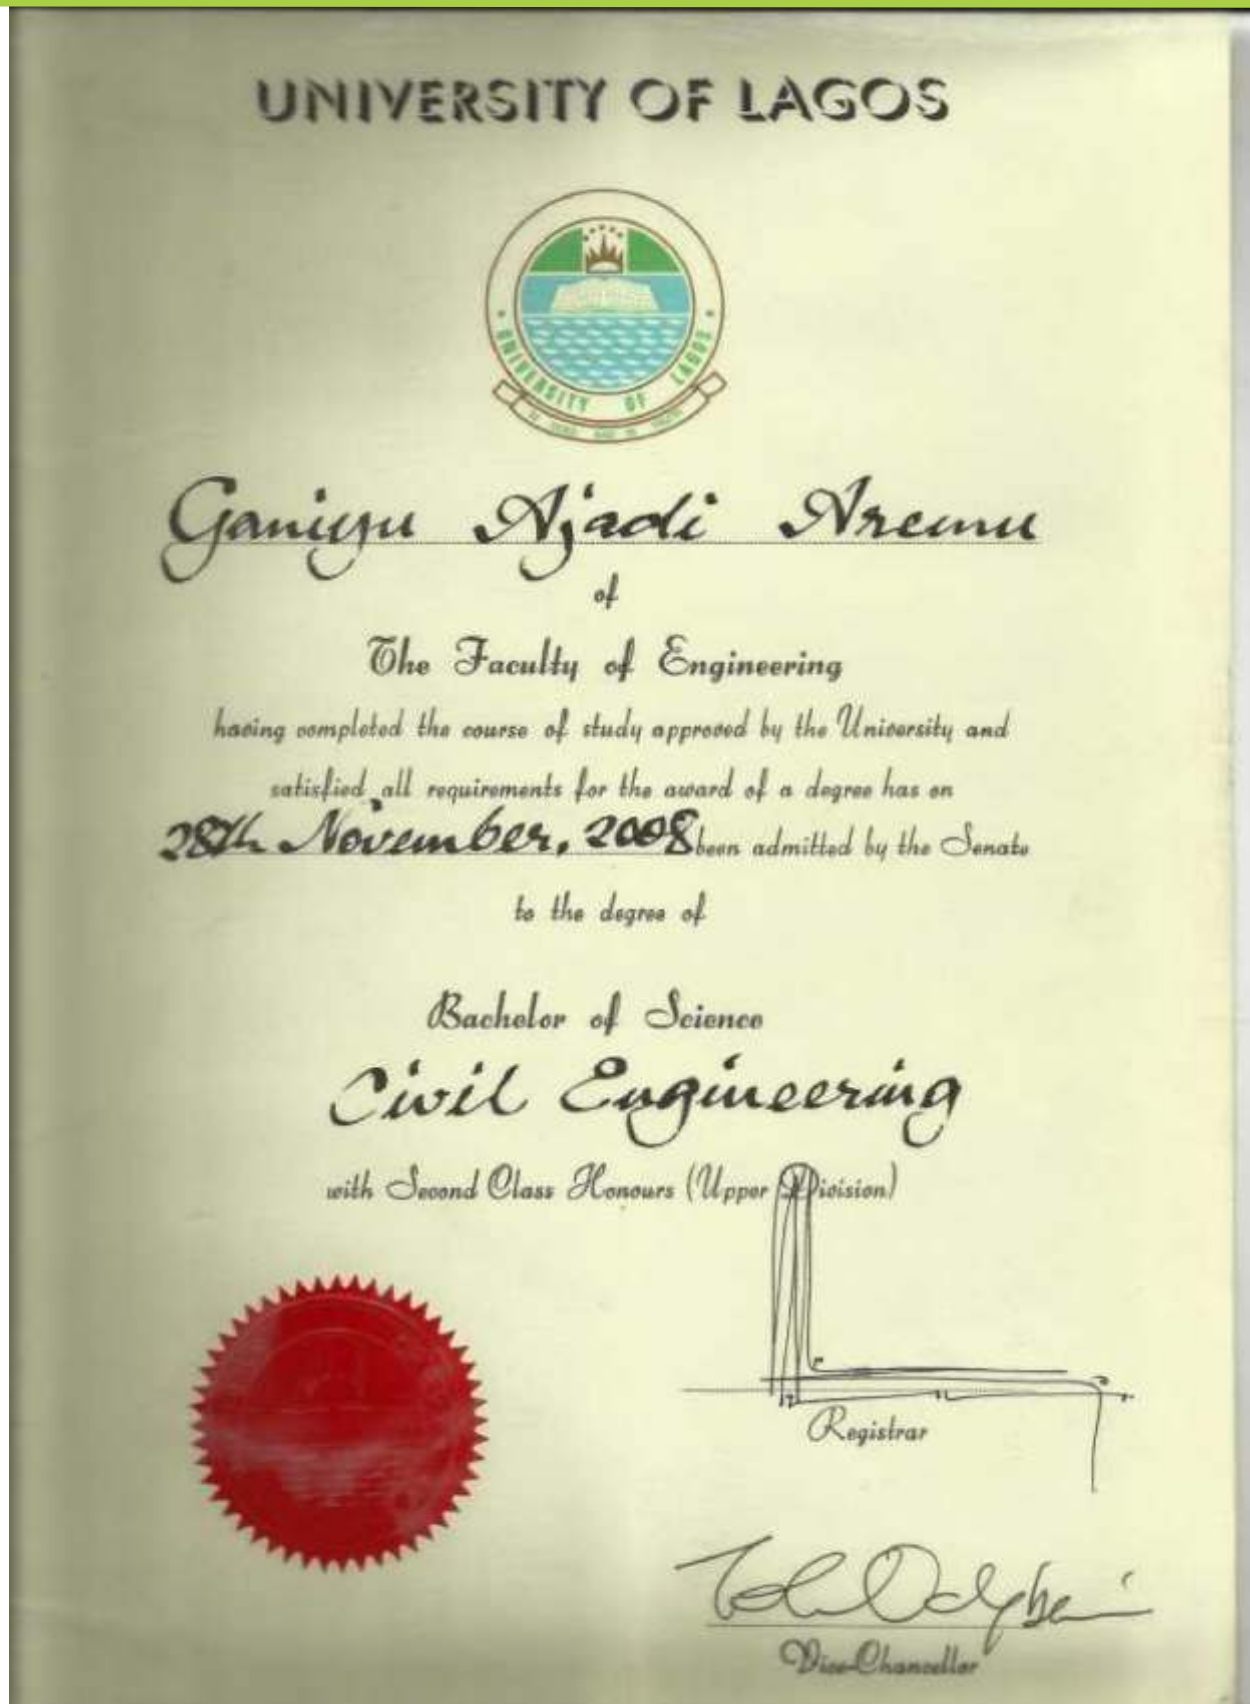 UNIVERSITY OF LAGOS
UNIVERSITY OF LAGOS
Ganiyu Ajadi Aremu
of
The Faculty of Engineering
having completed the course of study approved by the University and
satisfied all requirements for the award of a degree has on
28th November, 2008 been admitted by the Senate
to the degree of
Bachelor of Science
Civil Engineering
with Second Class Honours (Upper Division)
Registrar
Vice-Chancellor